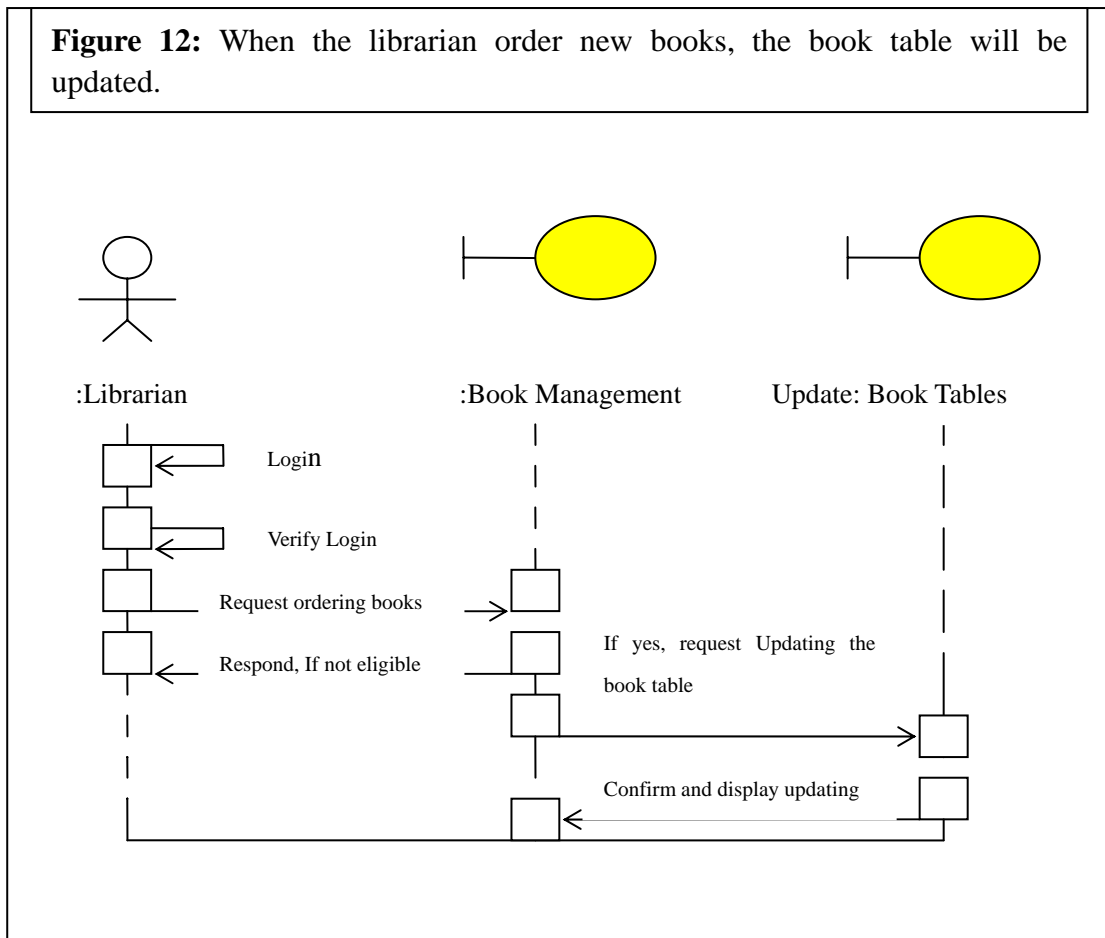 Figure 12: When the librarian order new books, the book table will be
updated.
:Librarian
:Book Management
Update: Book Tables
Login
Verify Login
Request ordering books
Respond, If not eligible
If yes, request Updating the
book table
Confirm and display updating